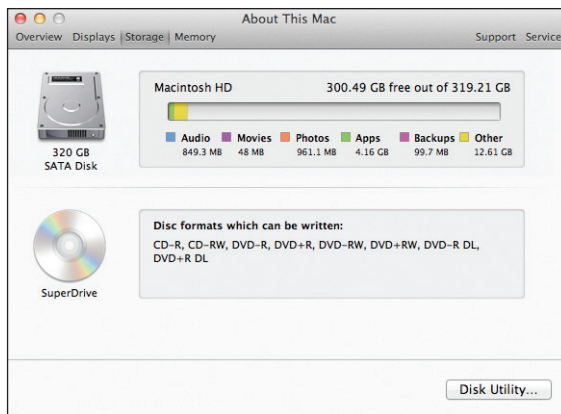 About This Mac
Overview Displays Storage Memory Support Service
Macintosh HD 300.49 GB free out of 319.21 GB
Audio Movies Photos Apps Backups Other
849.3 MB 48 MB 961.1 MB 4.16 GB 99.7 MB 12.61 GB
320 GB
SATA Disk
Disc formats which can be written:
CD-R, CD-RW, DVD-R, DVD+R, DVD-RW, DVD+RW, DVD-R DL,
DVD+R DL
SuperDrive
Disk Utility...